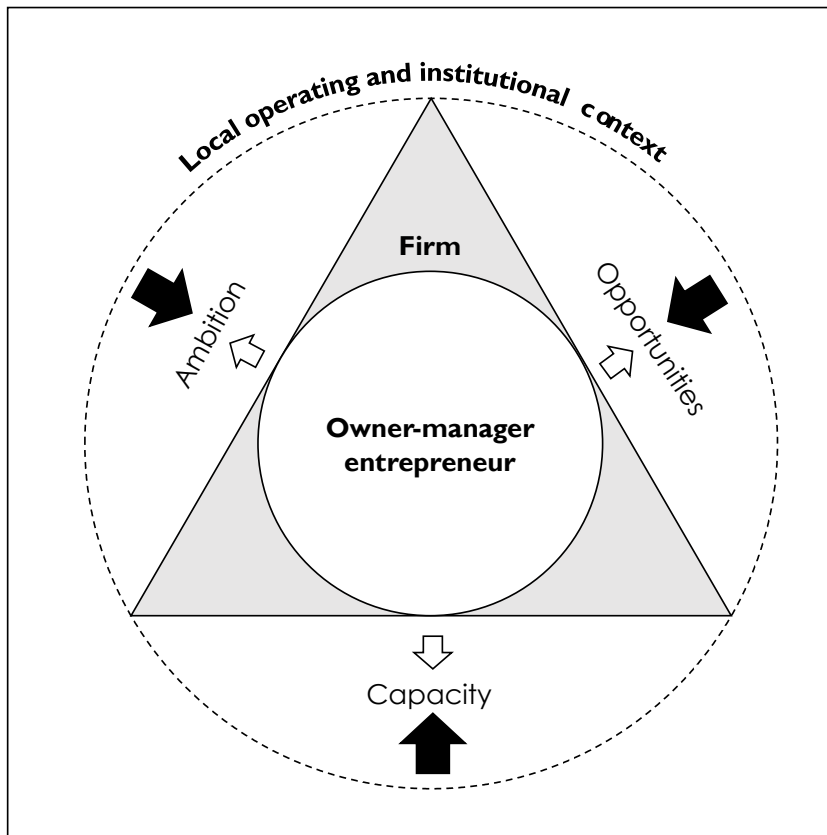 Local operating and institutional context
Firm
Ambition
Opportunities
Owner-manager
entrepreneur
Capacity